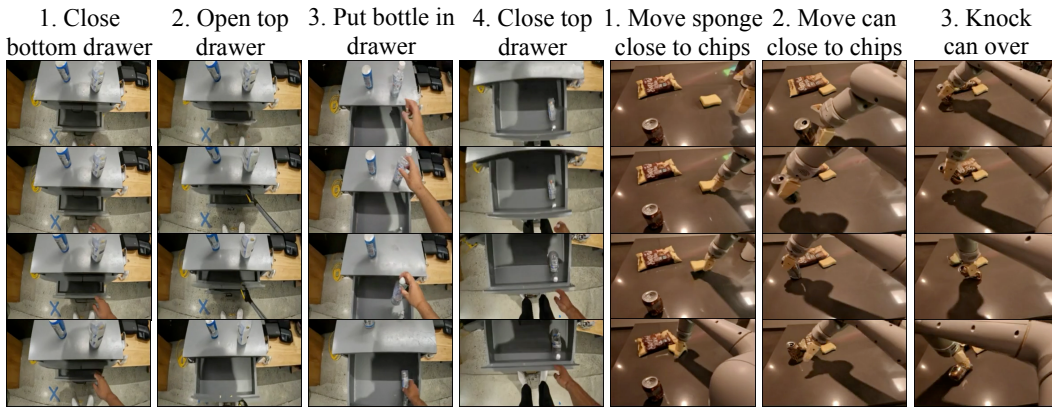 1. Close
bottom drawer
2. Open top
drawer
3. Put bottle in
drawer
4. Close top
drawer
1. Move sponge
close to chips
2. Move can
close to chips
3. Knock
can over